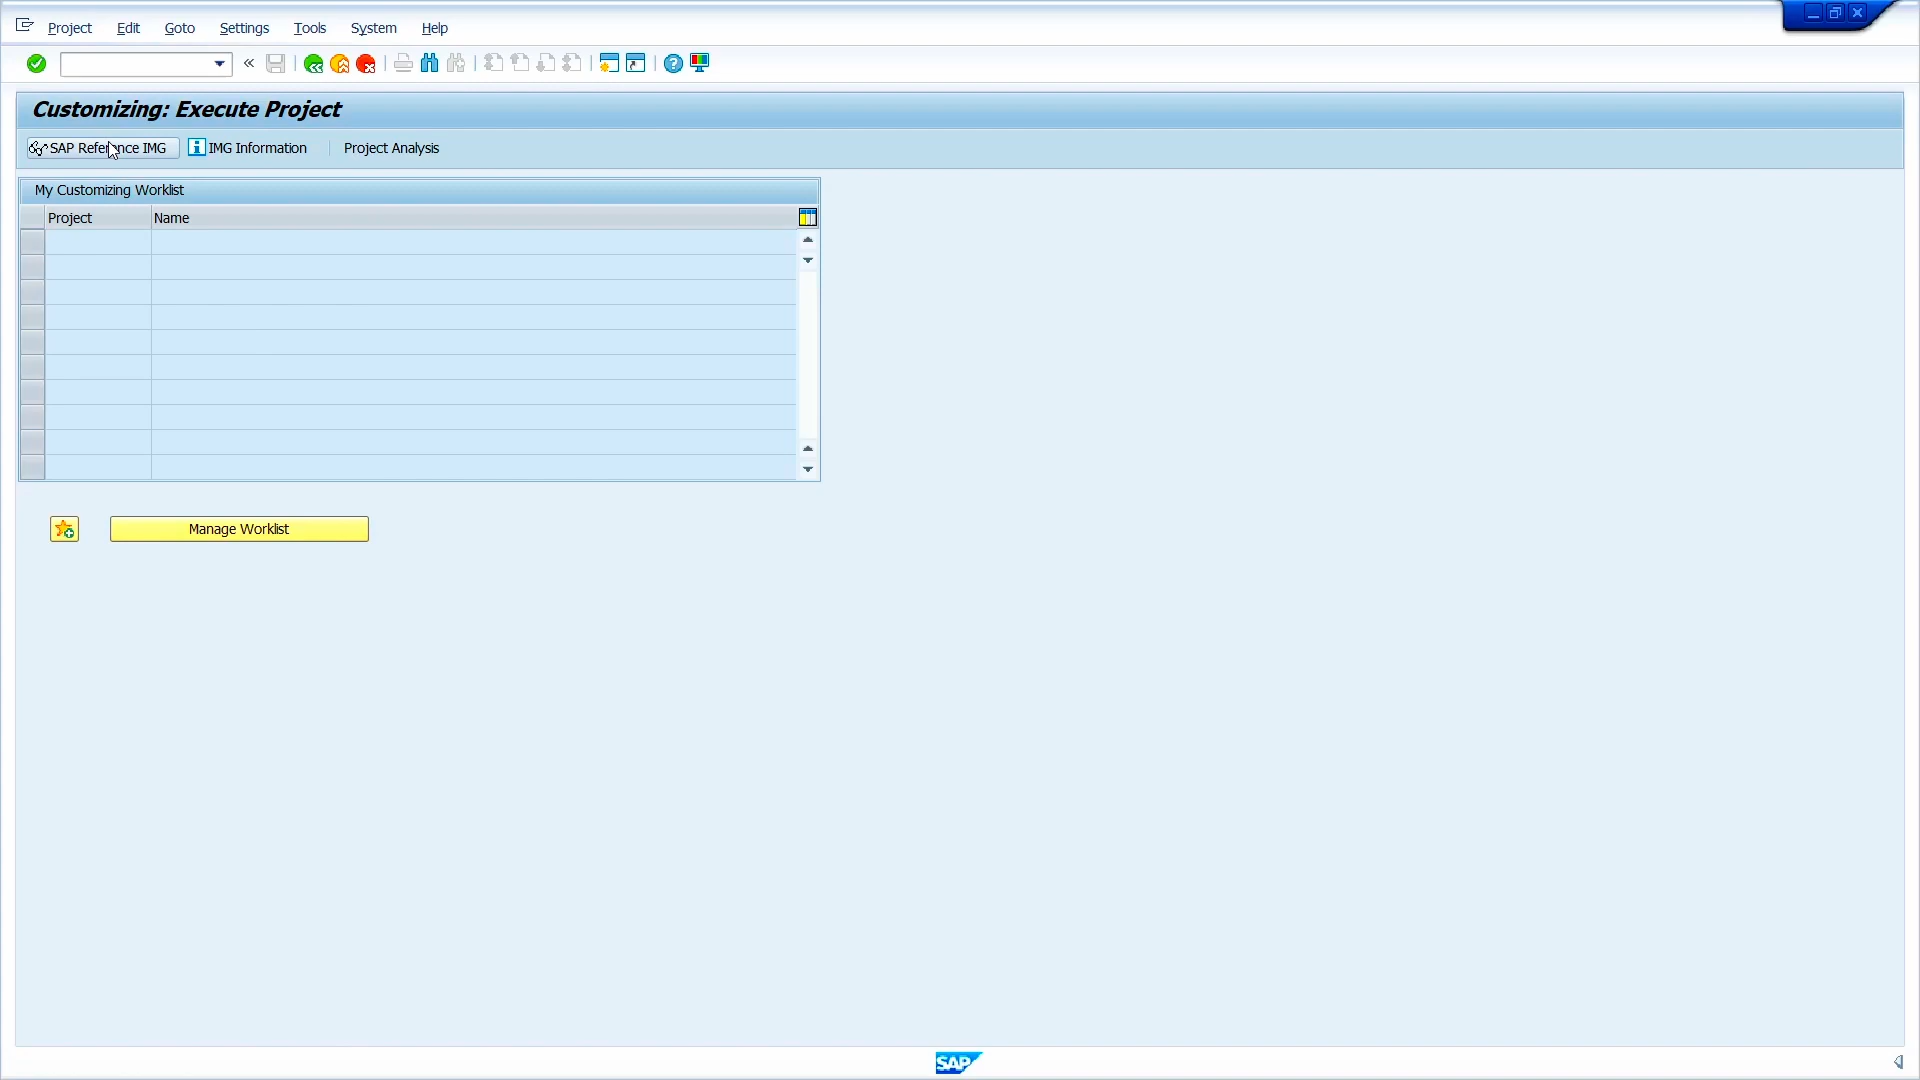 Project Edit Goto Settings Tools System Help
Customizing: Execute Project
SAP Reference IMG IMG Information Project Analysis
My Customizing Worklist
Project Name
Manage Worklist
SAP